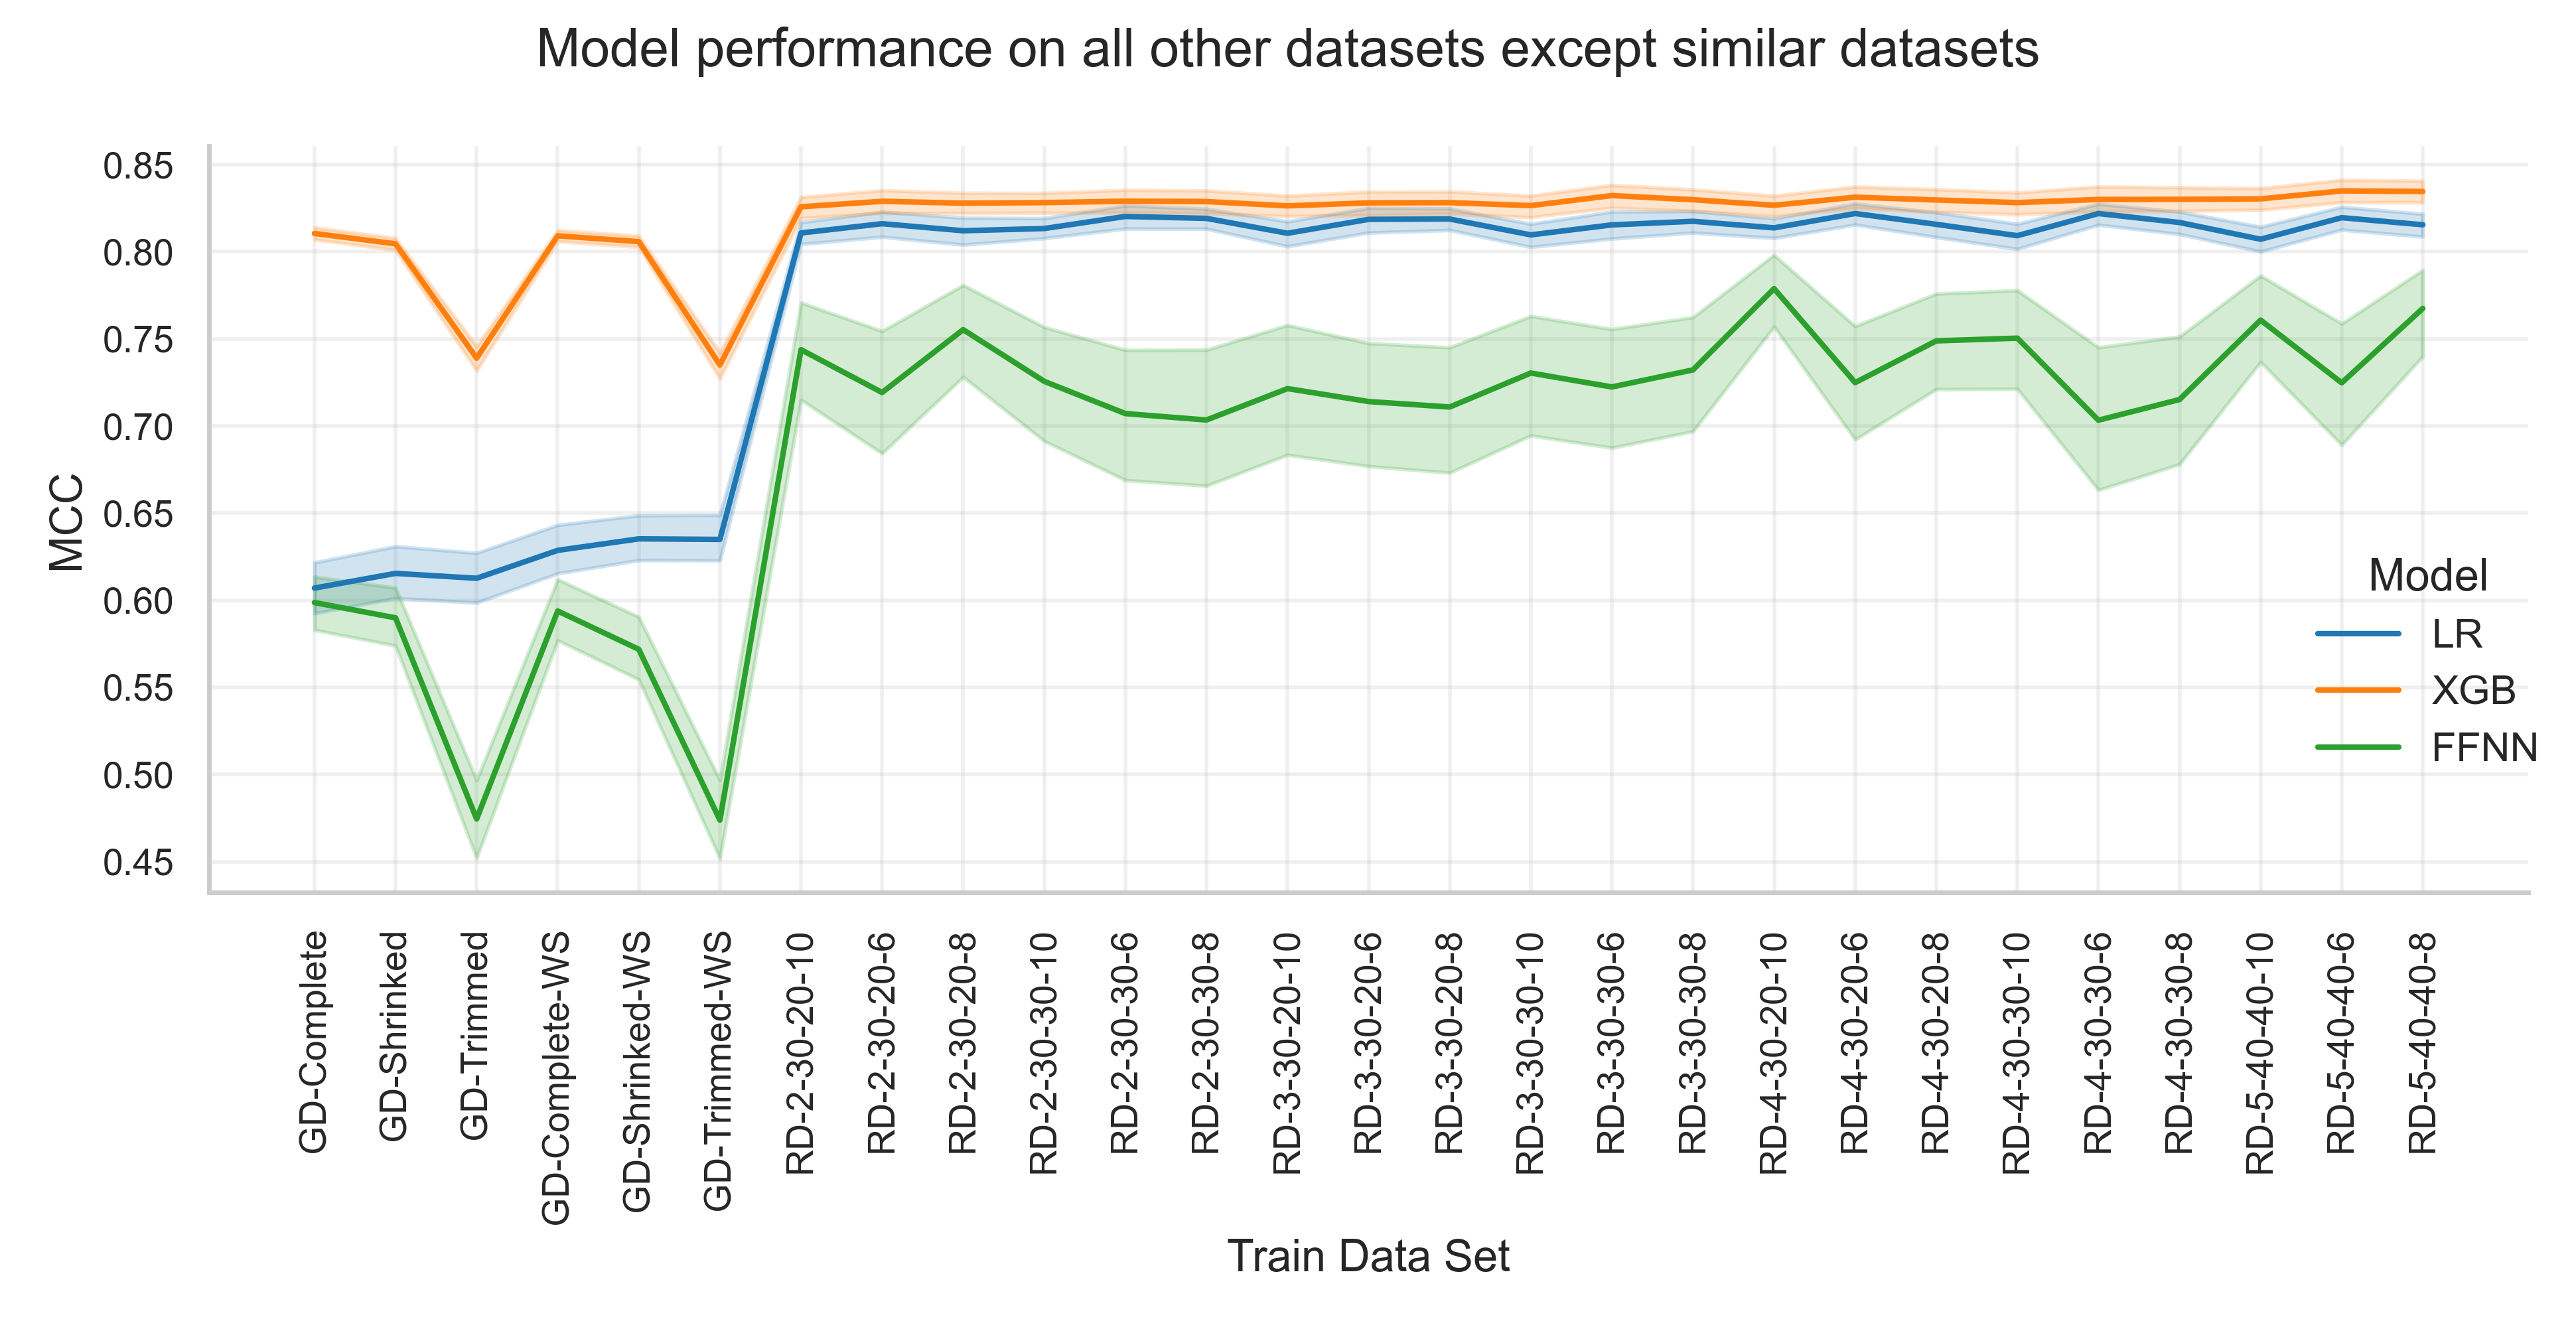 Model performance on all other datasets except similar datasets
0.85
0.80
0.75
0.70
0.65
0.60
0.55
0.50
0.45
MCC
Model
LR
XGB
FFNN
GD-Complete
GD-Shrinked
GD-Trimmed
GD-Complete-WS
GD-Shrinked-WS
GD-Trimmed-WS
RD-2-30-20-10
RD-2-30-20-6
RD-2-30-20-8
RD-2-30-30-10
RD-2-30-30-6
RD-2-30-30-8
RD-3-30-20-10
RD-3-30-20-6
RD-3-30-20-8
RD-3-30-30-10
RD-3-30-30-6
RD-3-30-30-8
RD-4-30-20-10
RD-4-30-20-6
RD-4-30-20-8
RD-4-30-30-10
RD-4-30-30-6
RD-4-30-30-8
RD-5-40-40-10
RD-5-40-40-6
RD-5-40-40-8
Train Data Set